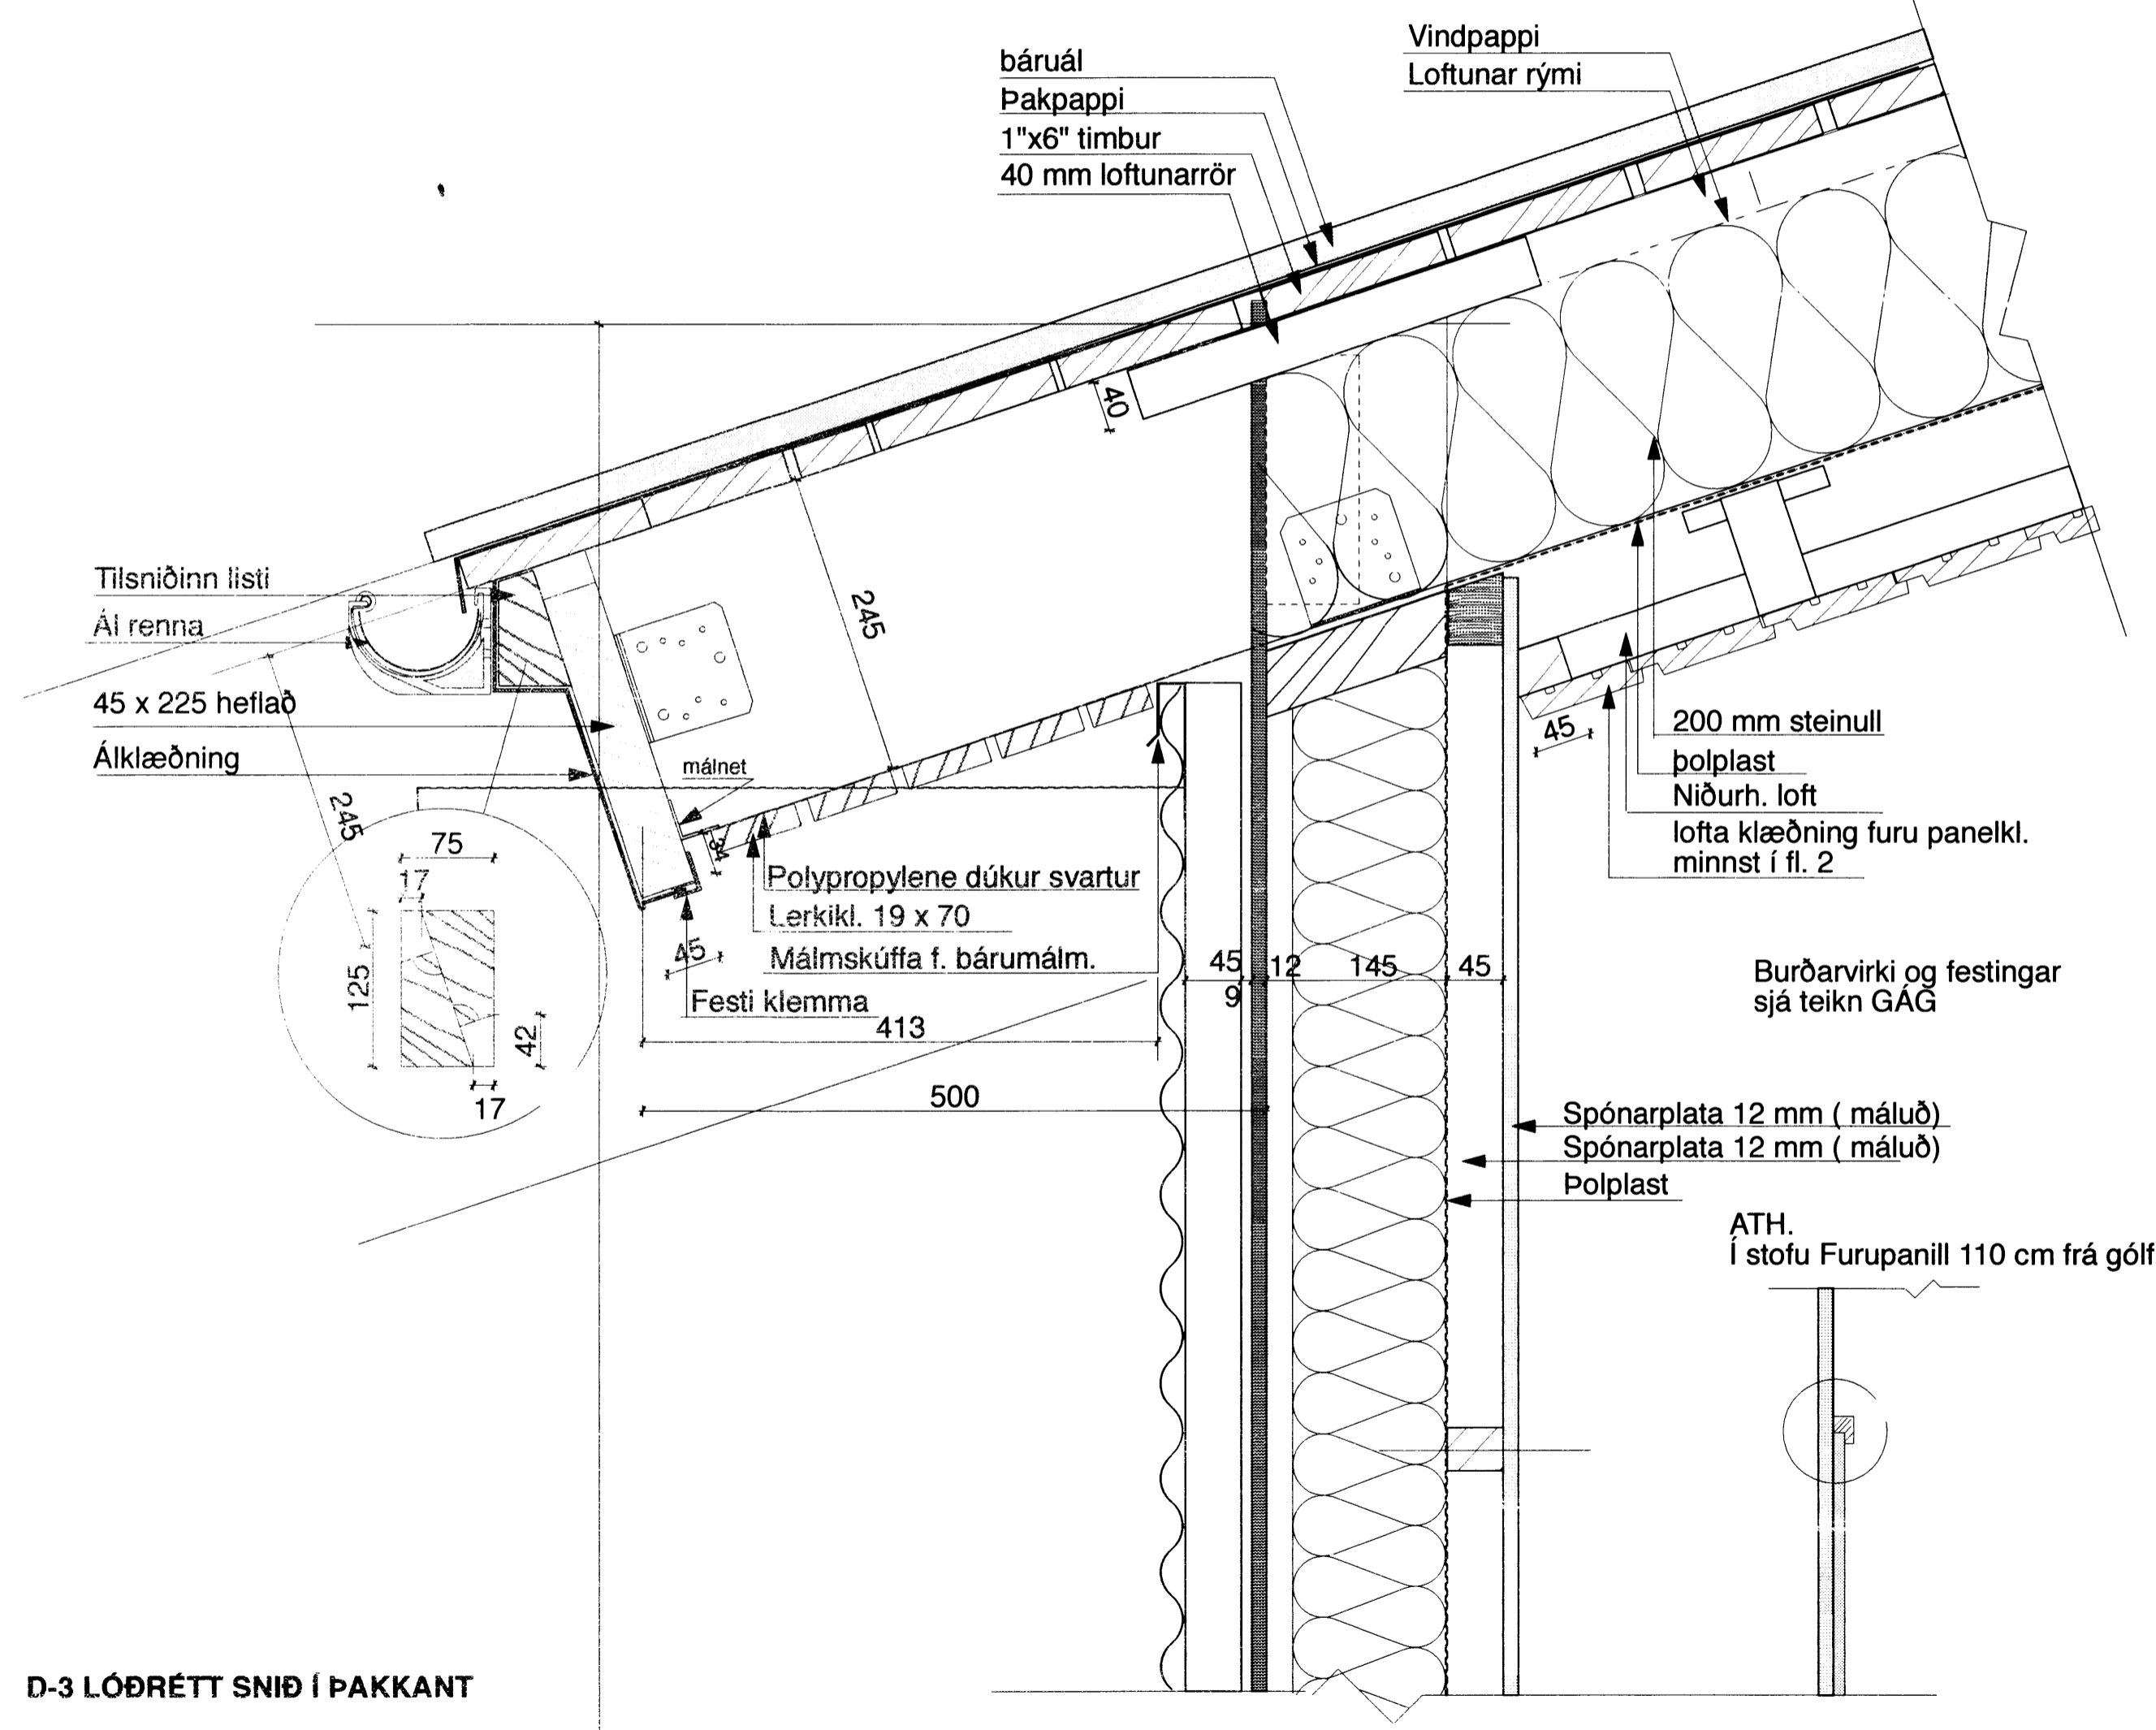 báruál
Þakpappi
1"x6" timbur
40 mm loftunarrör
Vindpappi
Loftunar rými
40
245
Tilsniðinn listi
Ál renna
45 x 225 heflað
Álklæðning
málnet
245
34
75
17
125
42
17
Polypropylene dúkur svartur
Lerkikl. 19 x 70
Málmskúffa f. bárumálm.
Festi klemma
45
413
500
45
9
12
145
45
45
200 mm steinull
þolplast
Niðurh. loft
lofta klæðning furu panelkl.
minnst í fl. 2
Burðarvirki og festingar
sjá teikn GÁG
Spónarplata 12 mm ( máluð)
Spónarplata 12 mm ( máluð)
Þolplast
ATH.
Í stofu Furupanill 110 cm frá gólf
D-3 LÓÐRÉTT SNIÐ Í ÞAKKANT